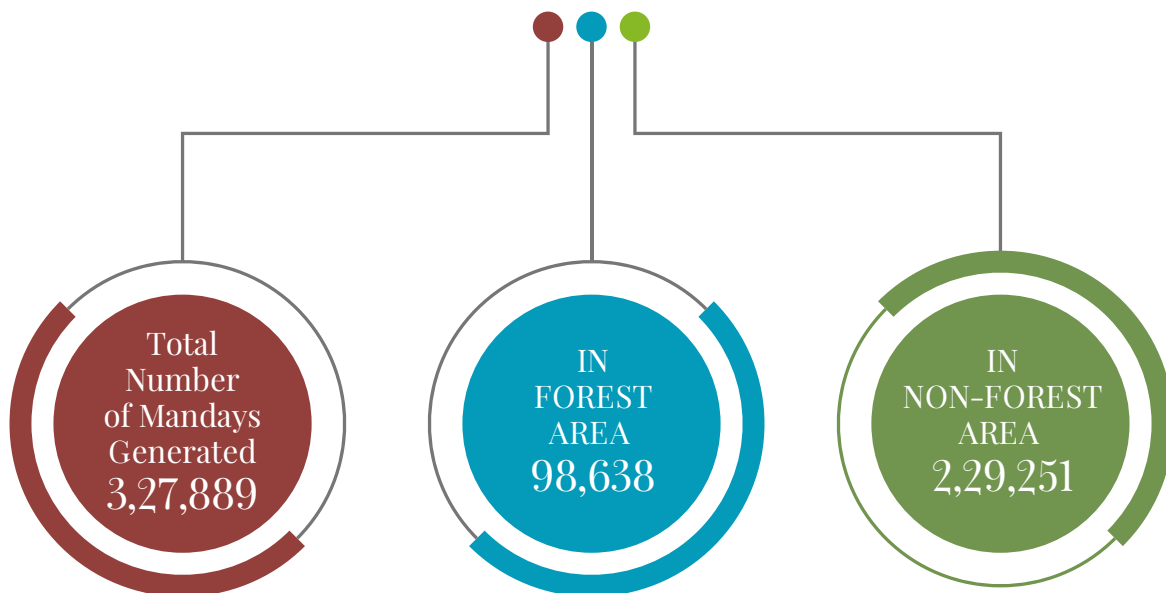 Total
Number
of Mandays
Generated
3,27,889
IN
FOREST
AREA
98,638
IN
NON-FOREST
AREA
2,29,251